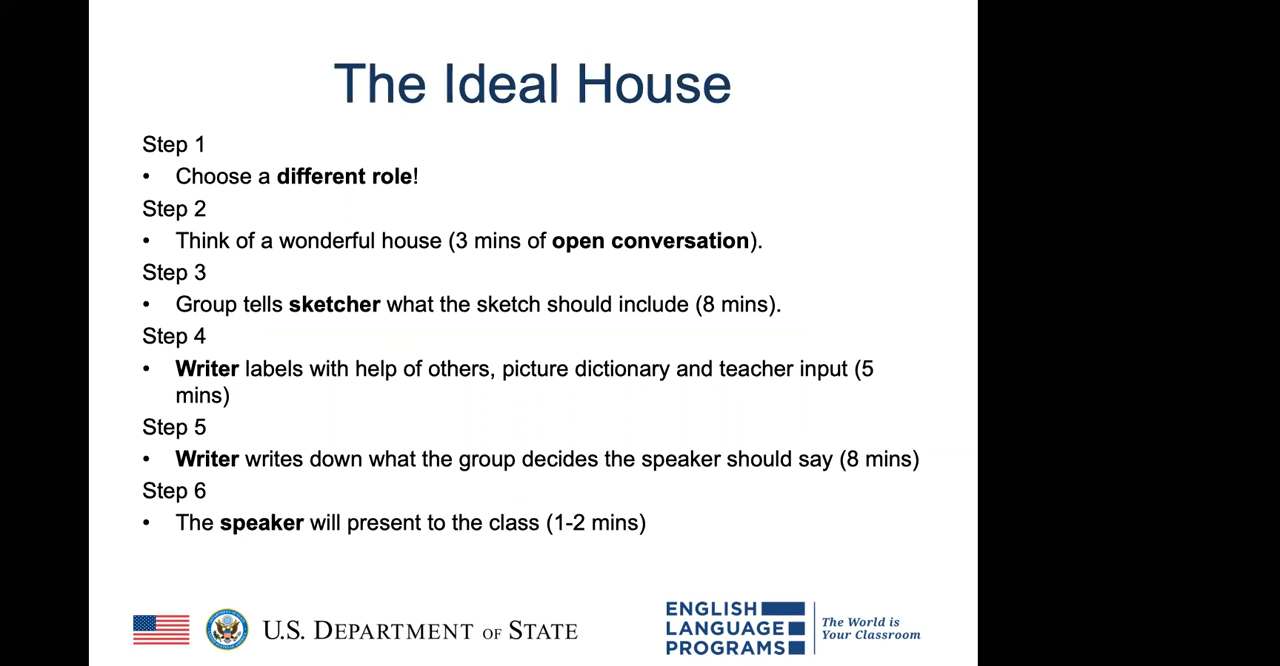 The Ideal House
Step 1
• Choose a different role!
Step 2
• Think of a wonderful house (3 mins of open conversation).
Step 3
• Group tells sketcher what the sketch should include (8 mins).
Step 4
• Writer labels with help of others, picture dictionary and teacher input (5
mins)
Step 5
• Writer writes down what the group decides the speaker should say (8 mins)
Step 6
• The speaker will present to the class (1-2 mins)
U.S. DEPARTMENT OF STATE
ENGLISH
LANGUAGE
PROGRAMS
The World is
Your Classroom